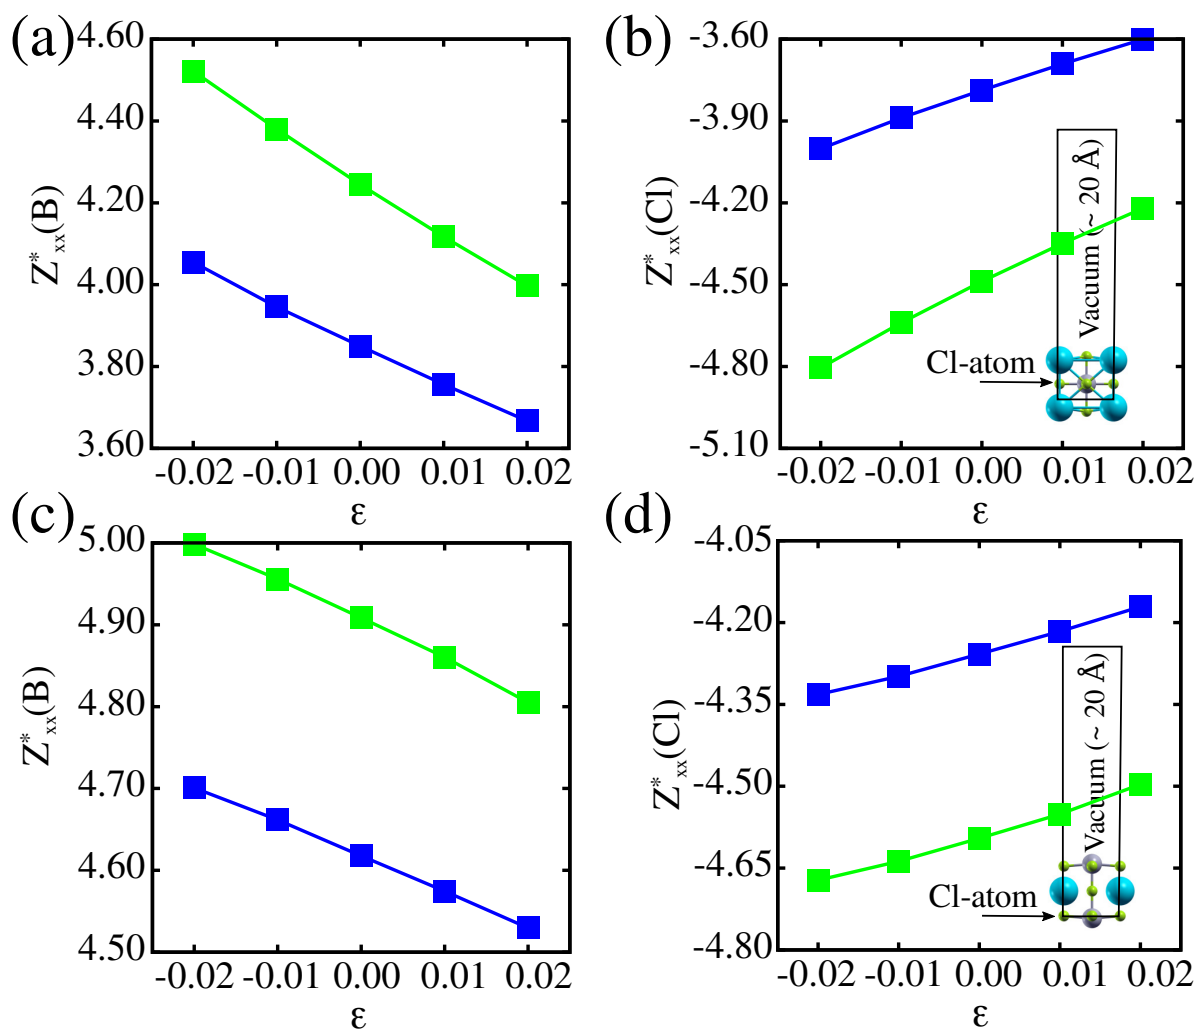 (a)
4.60
4.40
4.20
4.00
3.80
3.60
Z*xx(B)
-0.02 -0.01 0.00 0.01 0.02
ε
(b)
-3.60
-3.90
-4.20
-4.50
-4.80
-5.10
Z*xx(Cl)
Vacuum (~ 20 Å)
Cl-atom
-0.02 -0.01 0.00 0.01 0.02
ε
(c)
5.00
4.90
4.80
4.70
4.60
4.50
Z*xx(B)
-0.02 -0.01 0.00 0.01 0.02
ε
(d)
-4.05
-4.20
-4.35
-4.50
-4.65
-4.80
Z*xx(Cl)
Vacuum (~ 20 Å)
Cl-atom
-0.02 -0.01 0.00 0.01 0.02
ε